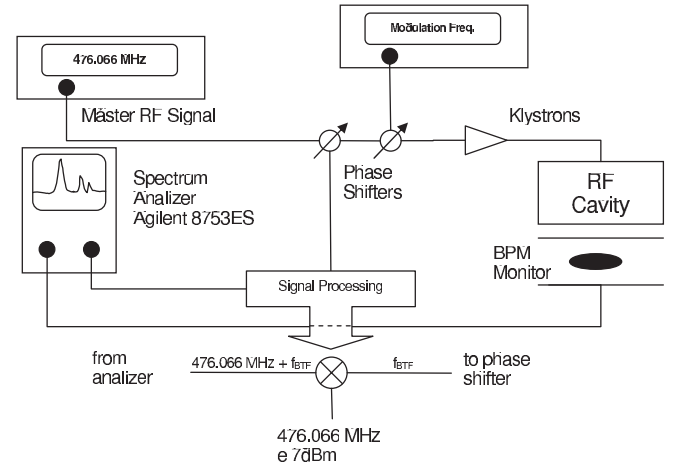 476.066 MHz
Modulation Freq.
Master RF Signal
Klystrons
Phase
Shifters
Spectrum
Analizer
Agilent 8753ES
RF
Cavity
BPM
Monitor
Signal Processing
from
analizer
476.066 MHz + fBTF
fBTF
to phase
shifter
476.066 MHz
e 7dBm